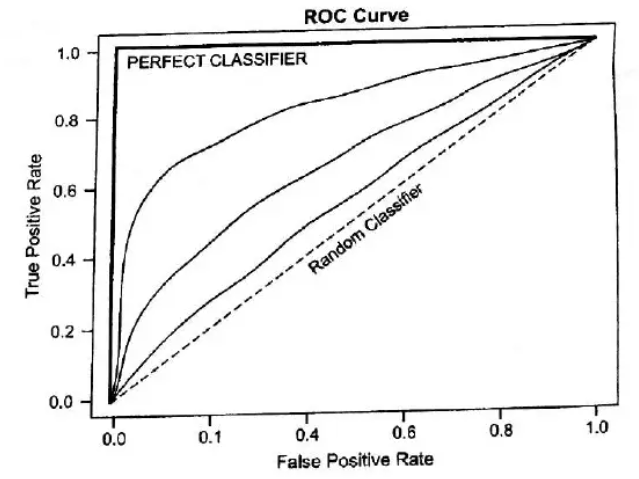 ROC Curve
PERFECT CLASSIFIER
1.0
0.8
0.6
0.4
0.2
0.0
True Positive Rate
Random Classifier
0.0 0.1 0.4 0.6 0.8 1.0
False Positive Rate